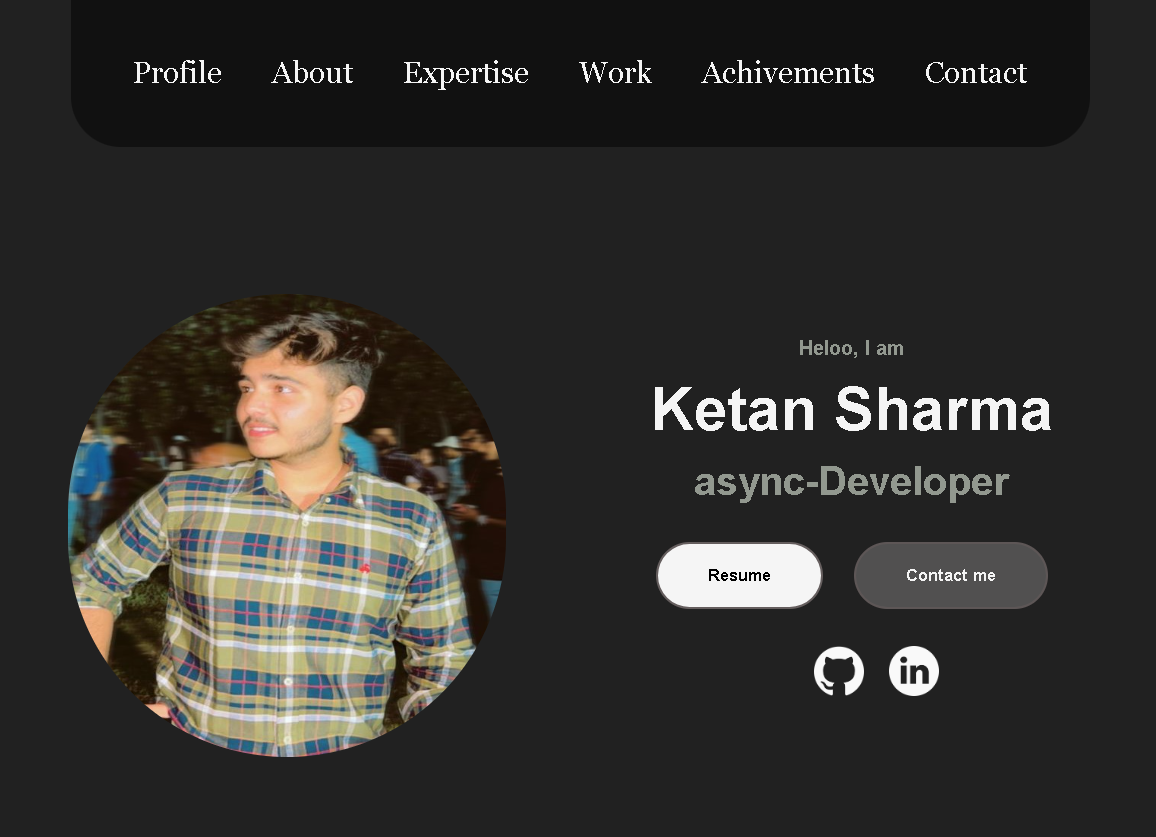 Profile About Expertise Work Achivements Contact
Heloo, I am
Ketan Sharma
async-Developer
Resume Contact me
in